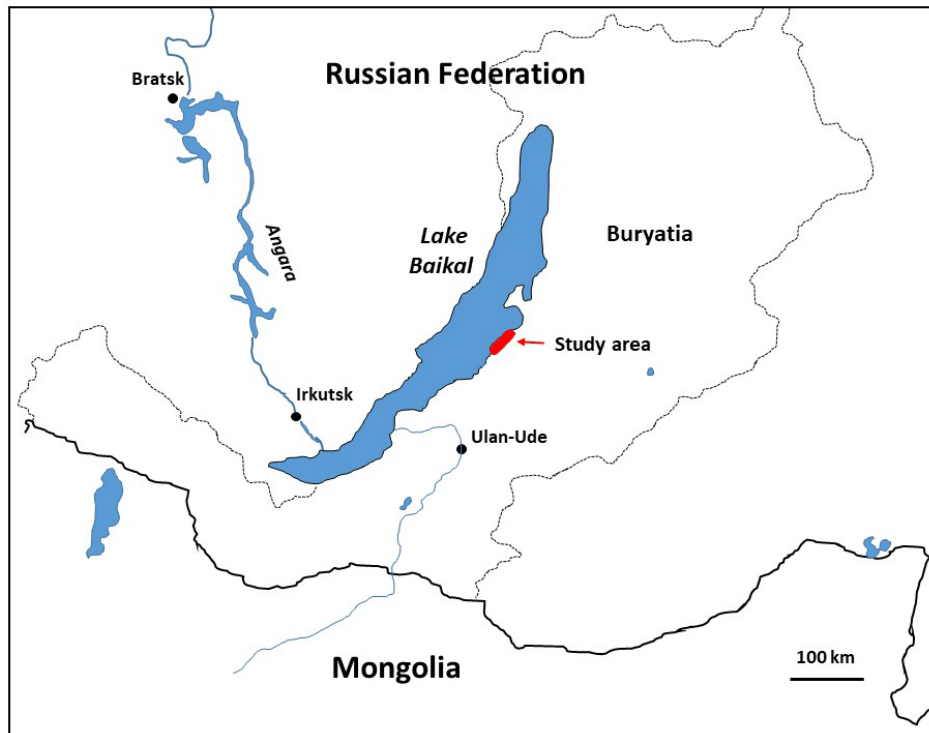 Russian Federation
Bratsk
Angara
Lake
Baikal
Buryatia
Study area
Irkutsk
Ulan-Ude
Mongolia
100 km